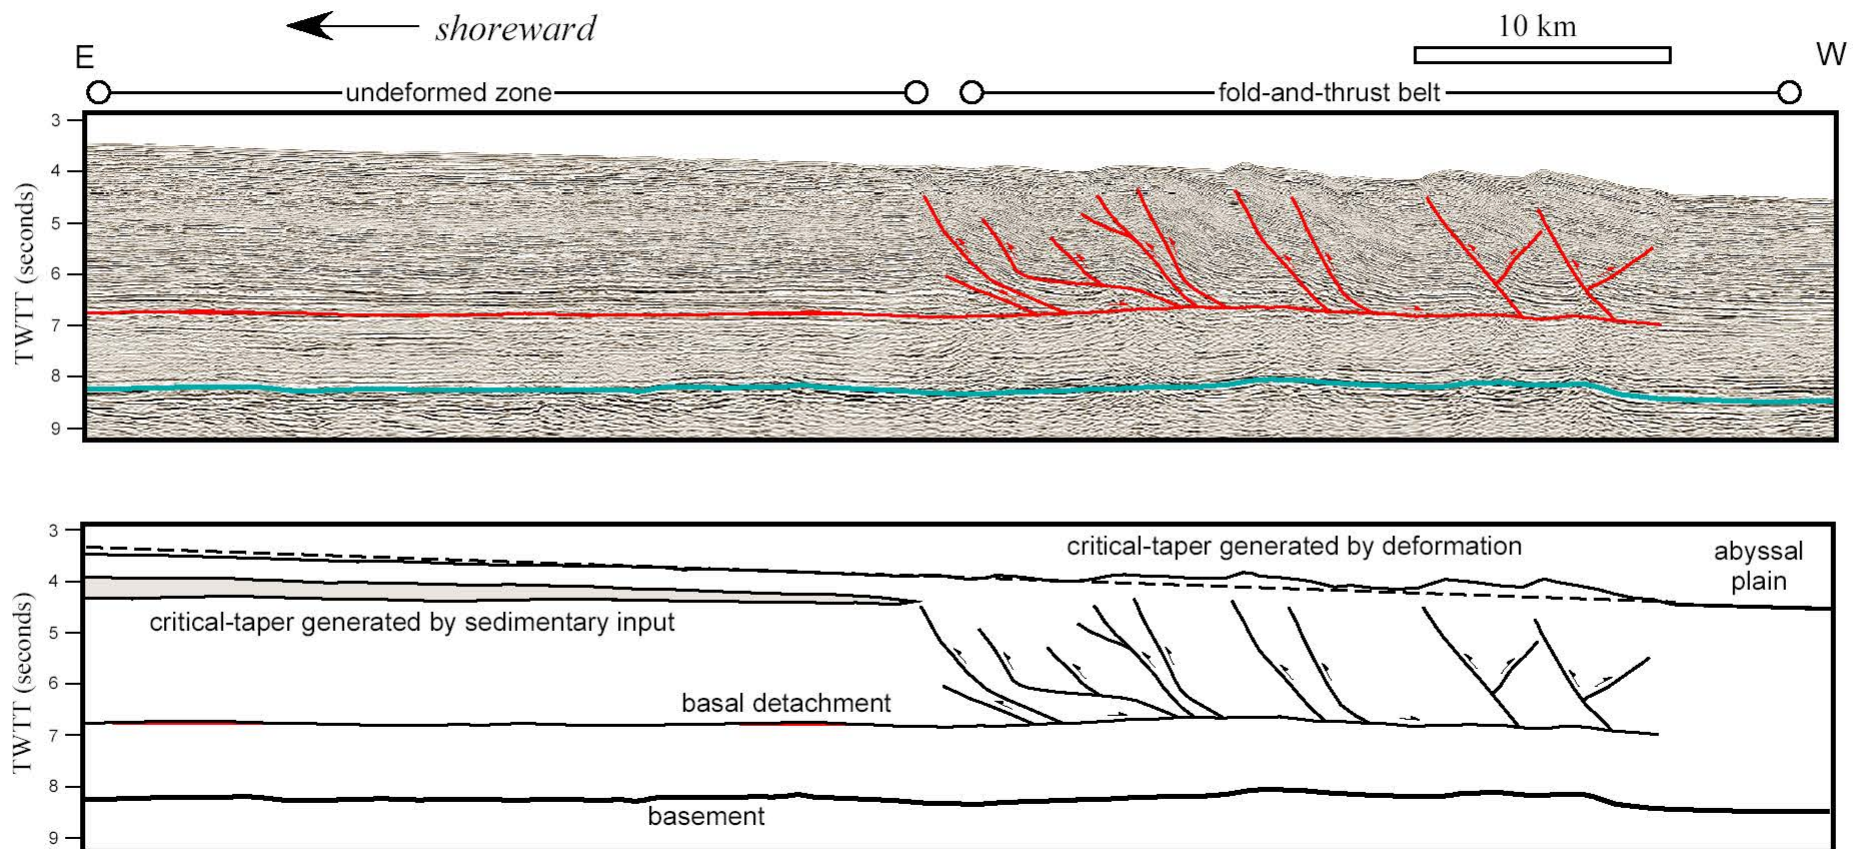 shoreward
10 km
E
W
undeformed zone
fold-and-thrust belt
TWTT (seconds)
3
4
5
6
7
8
9
TWTT (seconds)
3
4
5
6
7
8
9
critical-taper generated by deformation
abyssal
plain
critical-taper generated by sedimentary input
basal detachment
basement